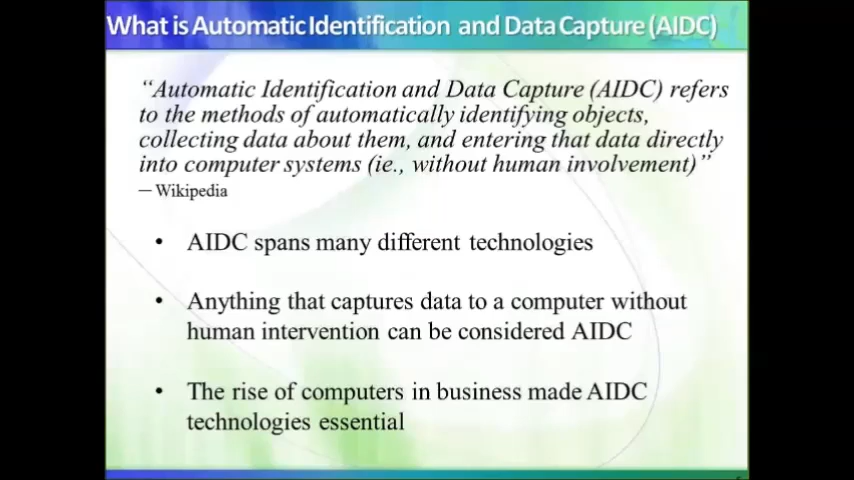 What is Automatic Identification and Data Capture (AIDC)
“Automatic Identification and Data Capture (AIDC) refers
to the methods of automatically identifying objects,
collecting data about them, and entering that data directly
into computer systems (ie., without human involvement)”
— Wikipedia
• AIDC spans many different technologies
• Anything that captures data to a computer without
human intervention can be considered AIDC
• The rise of computers in business made AIDC
technologies essential